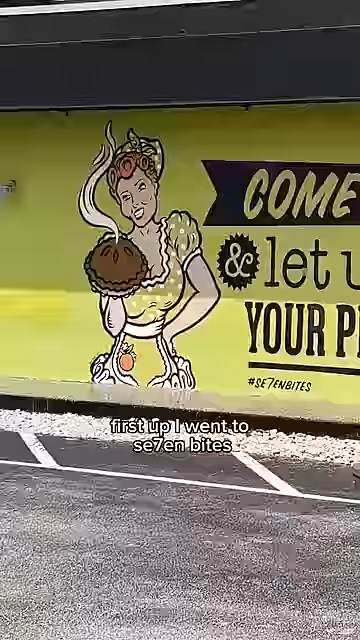 COME
& let u
YOUR P
#SE7ENBITES
first up I went to
se7en bites